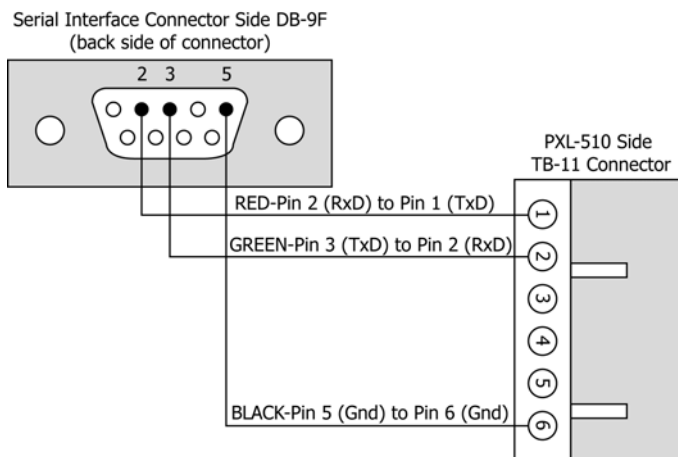 Serial Interface Connector Side DB-9F
(back side of connector)
2 3 5
PXL-510 Side
TB-11 Connector
RED-Pin 2 (RxD) to Pin 1 (TxD)
1
GREEN-Pin 3 (TxD) to Pin 2 (RxD)
2
3
4
5
BLACK-Pin 5 (Gnd) to Pin 6 (Gnd)
6